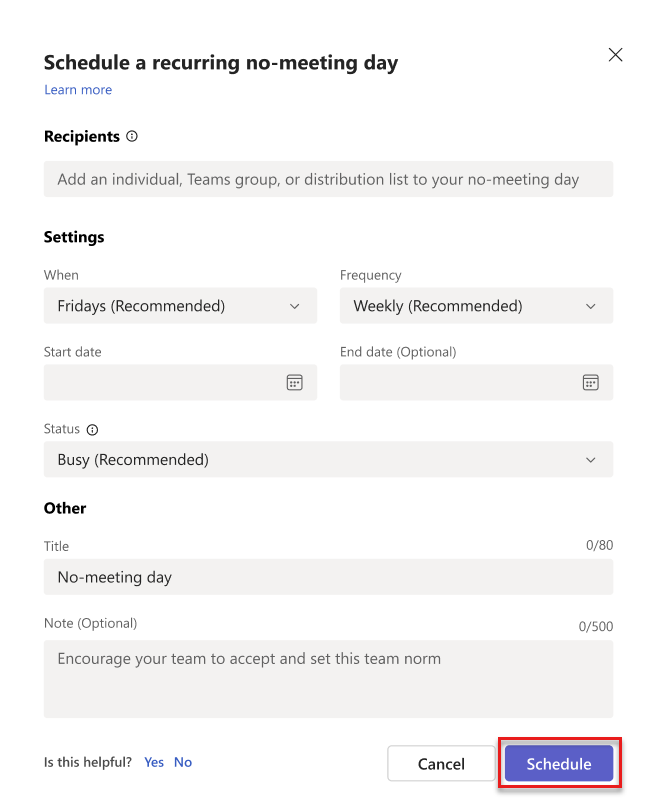 Schedule a recurring no-meeting day
Learn more
Recipients
Add an individual, Teams group, or distribution list to your no-meeting day
Settings
When
Frequency
Fridays (Recommended)
Weekly (Recommended)
Start date
End date (Optional)
Status
Busy (Recommended)
Other
Title
0/80
No-meeting day
Note (Optional)
0/500
Encourage your team to accept and set this team norm
Is this helpful? Yes No
Cancel
Schedule